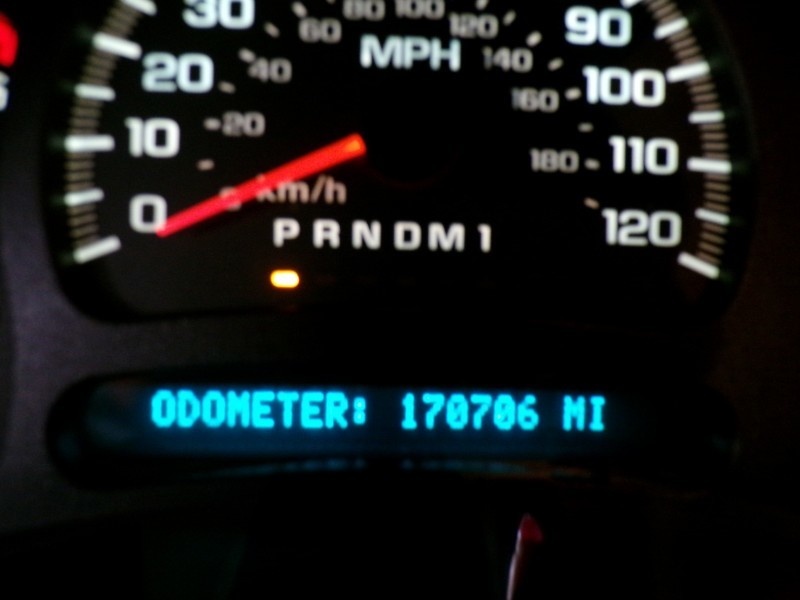 30 60 80 100 120 90
MPH 140
20 40 160 100
10 20 180 110
0 km/h
P R N D M 1 120
ODOMETER: 170706 MI